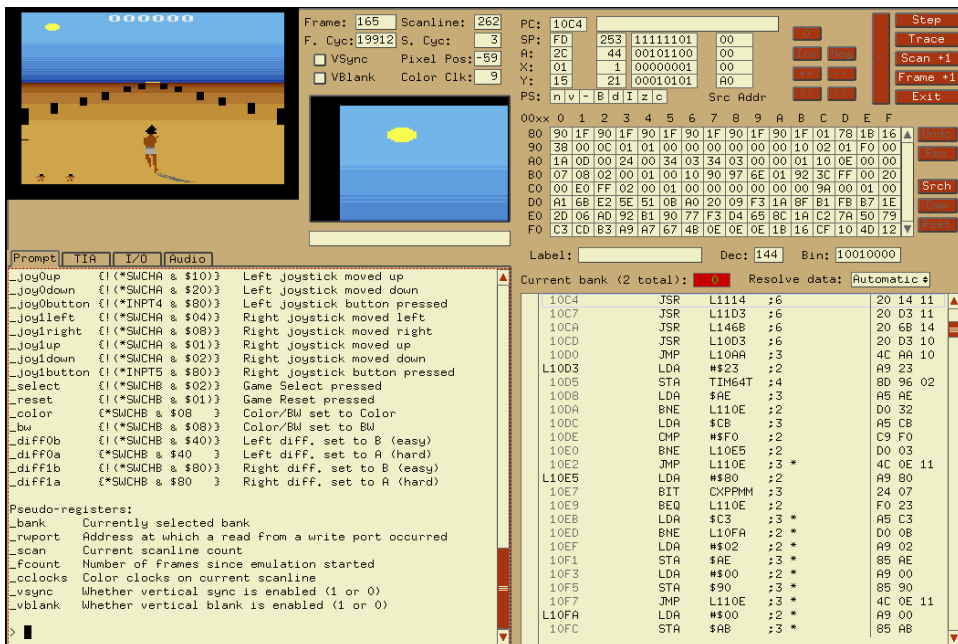 000000
Frame: 165 Scanline: 262
F. Cyc: 19912 S. Cyc: 3
VSync Pixel Pos: -59
VBlank Color Clk: 9
PC: 10C4
SP: FD 253 11111101 00
A: 2C 44 00101100 00
X: 01 1 00000001 00
Y: 15 21 00010101 A0
PS: n v - B d I z c Src Addr
Inv Neg
++ --
<< >>
Step
Trace
Scan +1
Frame +1
Exit
00xx 0 1 2 3 4 5 6 7 8 9 A B C D E F
80 90 1F 90 1F 90 1F 90 1F 90 1F 90 1F 01 78 1B 16
90 38 00 0C 01 01 00 00 00 00 00 00 10 02 01 F0 00
A0 1A 0D 00 24 00 34 03 34 03 00 00 01 10 0E 00 00
B0 07 08 02 00 01 00 10 90 97 6E 01 92 3C FF 00 20
C0 00 E0 FF 02 00 01 00 00 00 00 00 00 9A 00 01 00
D0 A1 6B E2 5E 51 0B A0 20 09 F3 1A 8F B1 FB B7 1E
E0 2D 06 AD 92 B1 90 77 F3 D4 65 8C 1A C2 7A 50 79
F0 C3 CD B3 A9 A7 67 4B 0E 0E 0E 1B 16 CF 10 4D 12
Undo
Rev
Srch
Cmp
Rset
Label: Dec: 144 Bin: 10010000
Prompt TIA I/O Audio
_joy0up {!(*SWCHA & $10)} Left joystick moved up
_joy0down {!(*SWCHA & $20)} Left joystick moved down
_joy0button {!(*INPT4 & $80)} Left joystick button pressed
_joy1left {!(*SWCHA & $04)} Right joystick moved left
_joy1right {!(*SWCHA & $08)} Right joystick moved right
_joy1up {!(*SWCHA & $01)} Right joystick moved up
_joy1down {!(*SWCHA & $02)} Right joystick moved down
_joy1button {!(*INPT5 & $80)} Right joystick button pressed
_select {!(*SWCHB & $02)} Game Select pressed
_reset {!(*SWCHB & $01)} Game Reset pressed
_color {*SWCHB & $08 } Color/BW set to Color
_bw {!(*SWCHB & $08)} Color/BW set to BW
_diff0b {!(*SWCHB & $40)} Left diff. set to B (easy)
_diff0a {*SWCHB & $40 } Left diff. set to A (hard)
_diff1b {!(*SWCHB & $80)} Right diff. set to B (easy)
_diff1a {*SWCHB & $80 } Right diff. set to A (hard)
Pseudo-registers:
_bank Currently selected bank
_rwport Address at which a read from a write port occurred
_scan Current scanline count
_fcount Number of frames since emulation started
_cclocks Color clocks on current scanline
_vsync Whether vertical sync is enabled (1 or 0)
_vblank Whether vertical blank is enabled (1 or 0)
>
Current bank (2 total): 0 Resolve data: Automatic
10C4 JSR L1114 ;6 20 14 11
10C7 JSR L11D3 ;6 20 D3 11
10CA JSR L146B ;6 20 6B 14
10CD JSR L10D3 ;6 20 D3 10
10D0 JMP L10AA ;3 4C AA 10
L10D3 LDA #$23 ;2 A9 23
10D5 STA TIM64T ;4 8D 96 02
10D8 LDA $AE ;3 A5 AE
10DA BNE L110E ;2 D0 32
10DC LDA $CB ;3 A5 CB
10DE CMP #$F0 ;2 C9 F0
10E0 BNE L10E5 ;2 D0 03
10E2 JMP L110E ;3 * 4C 0E 11
L10E5 LDA #$80 ;2 A9 80
10E7 BIT CXPPMM ;3 24 07
10E9 BEQ L110E ;2 F0 23
10EB LDA $C3 ;3 * A5 C3
10ED BNE L10FA ;2 * D0 0B
10EF LDA #$02 ;2 * A9 02
10F1 STA $AE ;3 * 85 AE
10F3 LDA #$00 ;2 * A9 00
10F5 STA $90 ;3 * 85 90
10F7 JMP L110E ;3 * 4C 0E 11
L10FA LDA #$00 ;2 * A9 00
10FC STA $AB ;3 * 85 AB